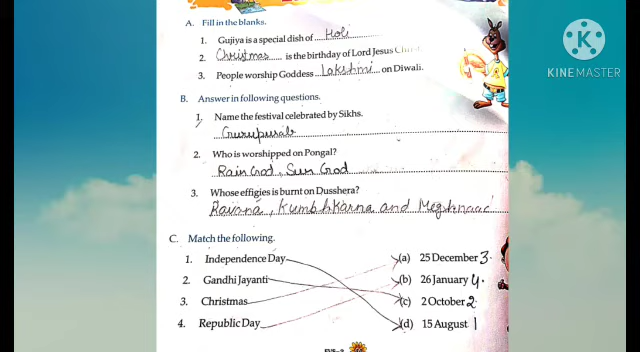 A. Fill in the blanks.
1. Gujiya is a special dish of Holi
2. Christmas is the birthday of Lord Jesus Christ
3. People worship Goddess Lakshmi on Diwali.
KINEMASTER
B. Answer in following questions.
1. Name the festival celebrated by Sikhs.
Gurupurab
2. Who is worshipped on Pongal?
Rain God, Sun God
3. Whose effigies is burnt on Dusshera?
Ravana, Kumbhkarna and Meghnaad
C. Match the following.
1. Independence Day (a) 25 December 3.
2. Gandhi Jayanti (b) 26 January 4.
3. Christmas (c) 2 October 2
4. Republic Day (d) 15 August 1